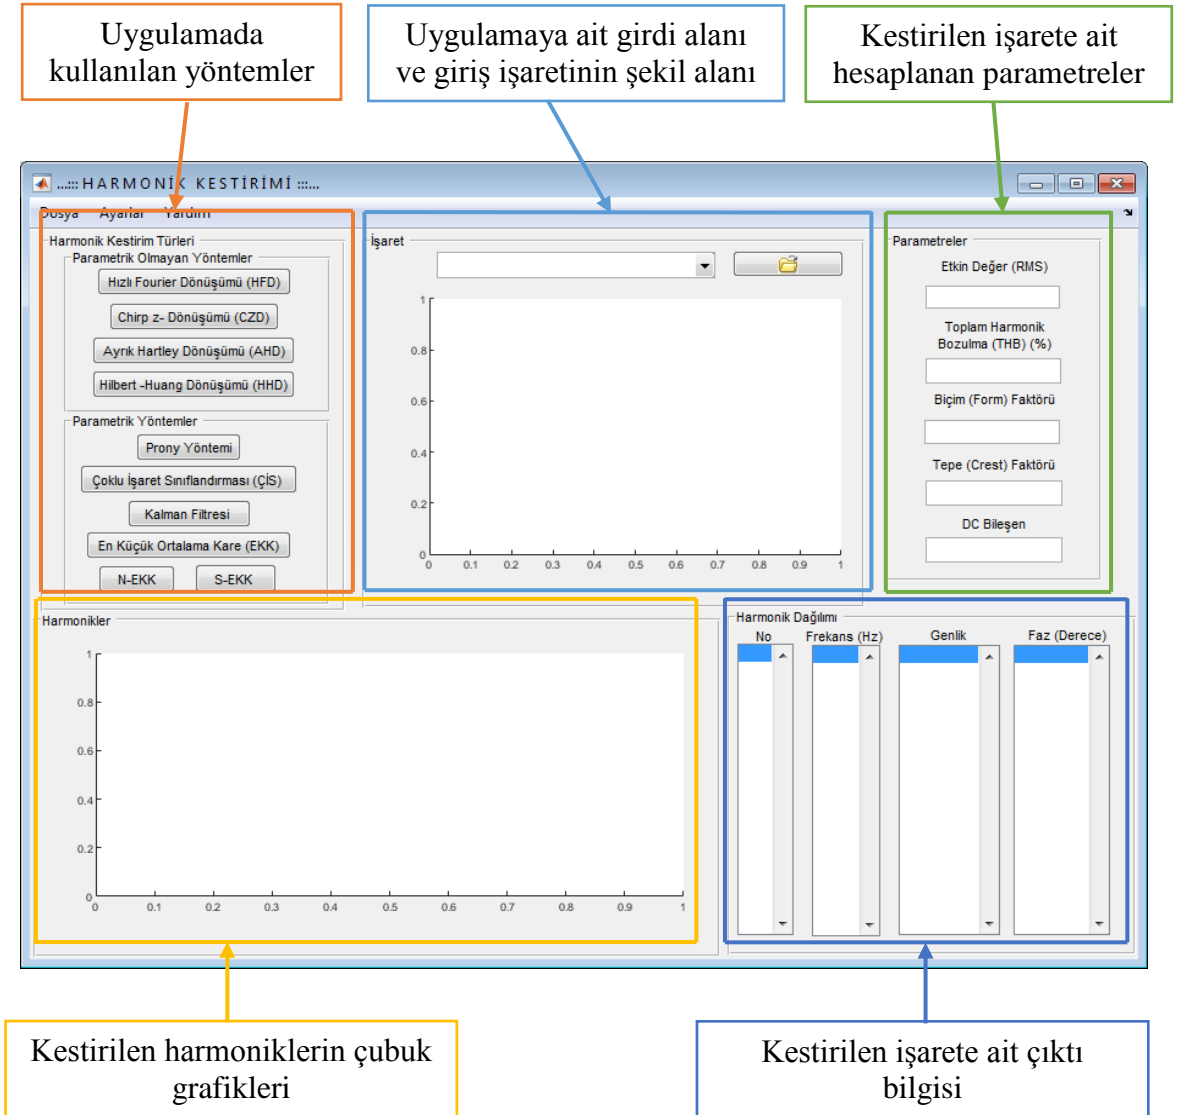 Uygulamada
kullanılan yöntemler
Uygulamaya ait girdi alanı
ve giriş işaretinin şekil alanı
Kestirilen işarete ait
hesaplanan parametreler
...::: HARMONİK KESTİRİMİ :::...
Dosya Ayarlar Yardım
Harmonik Kestirim Türleri
Parametrik Olmayan Yöntemler
Hızlı Fourier Dönüşümü (HFD)
Chirp z- Dönüşümü (CZD)
Ayrık Hartley Dönüşümü (AHD)
Hilbert -Huang Dönüşümü (HHD)
Parametrik Yöntemler
Prony Yöntemi
Çoklu İşaret Sınıflandırması (ÇİS)
Kalman Filtresi
En Küçük Ortalama Kare (EKK)
N-EKK S-EKK
İşaret
1
0.8
0.6
0.4
0.2
0
0 0.1 0.2 0.3 0.4 0.5 0.6 0.7 0.8 0.9 1
Parametreler
Etkin Değer (RMS)
Toplam Harmonik
Bozulma (THB) (%)
Biçim (Form) Faktörü
Tepe (Crest) Faktörü
DC Bileşen
Harmonikler
1
0.8
0.6
0.4
0.2
0
0 0.1 0.2 0.3 0.4 0.5 0.6 0.7 0.8 0.9 1
Harmonik Dağılımı
No Frekans (Hz) Genlik Faz (Derece)
Kestirilen harmoniklerin çubuk
grafikleri
Kestirilen işarete ait çıktı
bilgisi